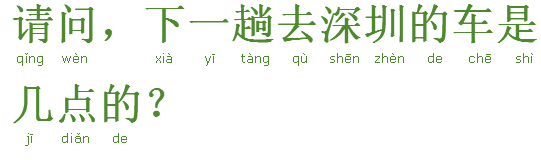 请问，下一趟去深圳的车是
qǐng wèn xià yī tàng qù shēn zhèn de chē shì
几点的？
jī diǎn de